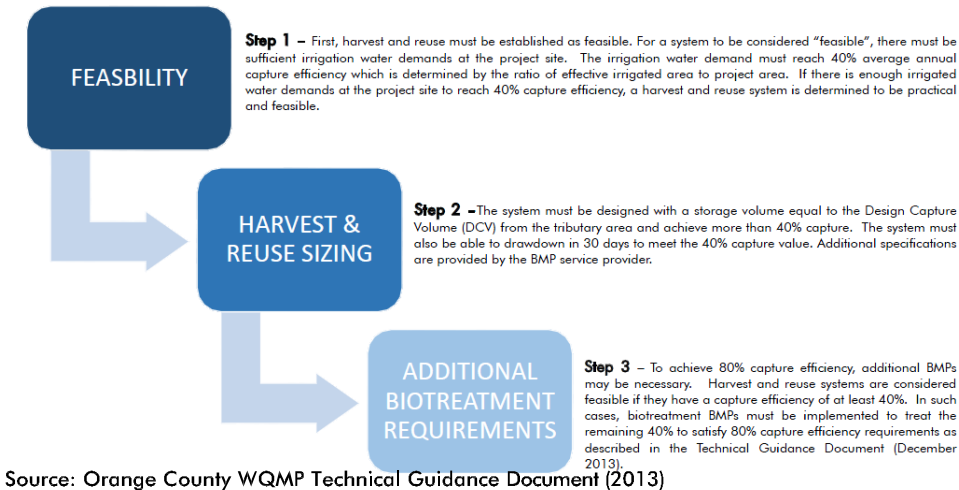 FEASBILITY
Step 1 – First, harvest and reuse must be established as feasible. For a system to be considered “feasible”, there must be
sufficient irrigation water demands at the project site. The irrigation water demand must reach 40% average annual
capture efficiency which is determined by the ratio of effective irrigated area to project area. If there is enough irrigated
water demands at the project site to reach 40% capture efficiency, a harvest and reuse system is determined to be practical
and feasible.
HARVEST &
REUSE SIZING
Step 2 –The system must be designed with a storage volume equal to the Design Capture
Volume (DCV) from the tributary area and achieve more than 40% capture. The system must
also be able to drawdown in 30 days to meet the 40% capture value. Additional specifications
are provided by the BMP service provider.
ADDITIONAL
BIOTREATMENT
REQUIREMENTS
Step 3 – To achieve 80% capture efficiency, additional BMPs
may be necessary. Harvest and reuse systems are considered
feasible if they have a capture efficiency of at least 40%. In such
cases, biotreatment BMPs must be implemented to treat the
remaining 40% to satisfy 80% capture efficiency requirements as
described in the Technical Guidance Document (December
2013).
Source: Orange County WQMP Technical Guidance Document (2013)